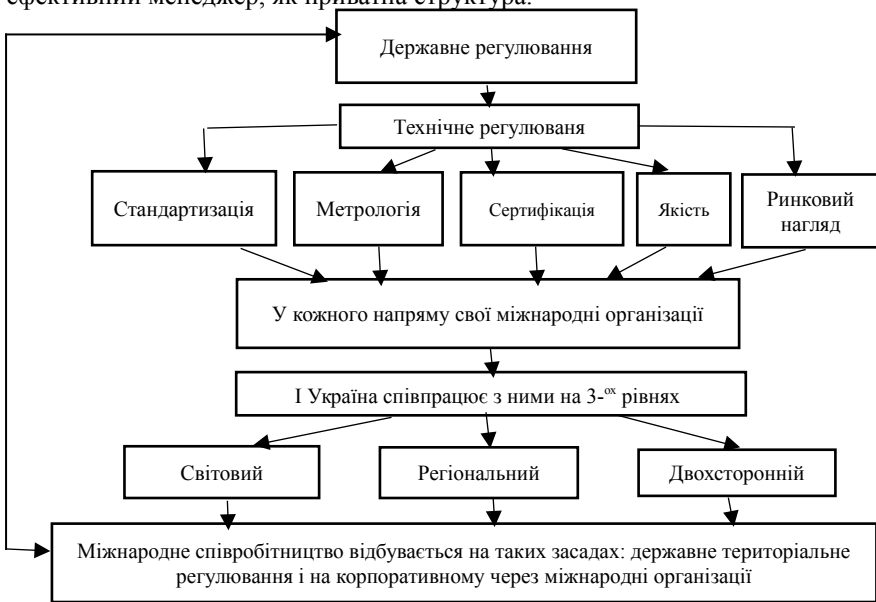 ефективний менеджер, як приватна структура.
Державне регулювання
Технічне регулюваня
Стандартизація
Метрологія
Сертифікація
Якість
Ринковий
нагляд
У кожного напряму свої міжнародні організації
І Україна співпрацює з ними на 3-ох рівнях
Світовий
Регіональний
Двохсторонній
Міжнародне співробітництво відбувається на таких засадах: державне територіальне
регулювання і на корпоративному через міжнародні організації